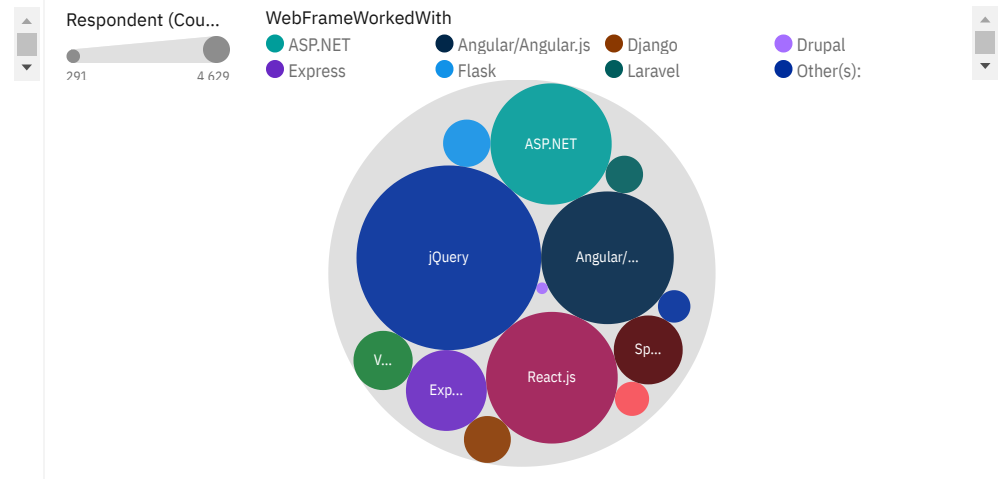 Respondent (Cou...
291 4,629
WebFrameWorkedWith
ASP.NET Angular/Angular.js Django Drupal
Express Flask Laravel Other(s):
ASP.NET
jQuery
Angular/...
V...
Exp...
React.js
Sp...